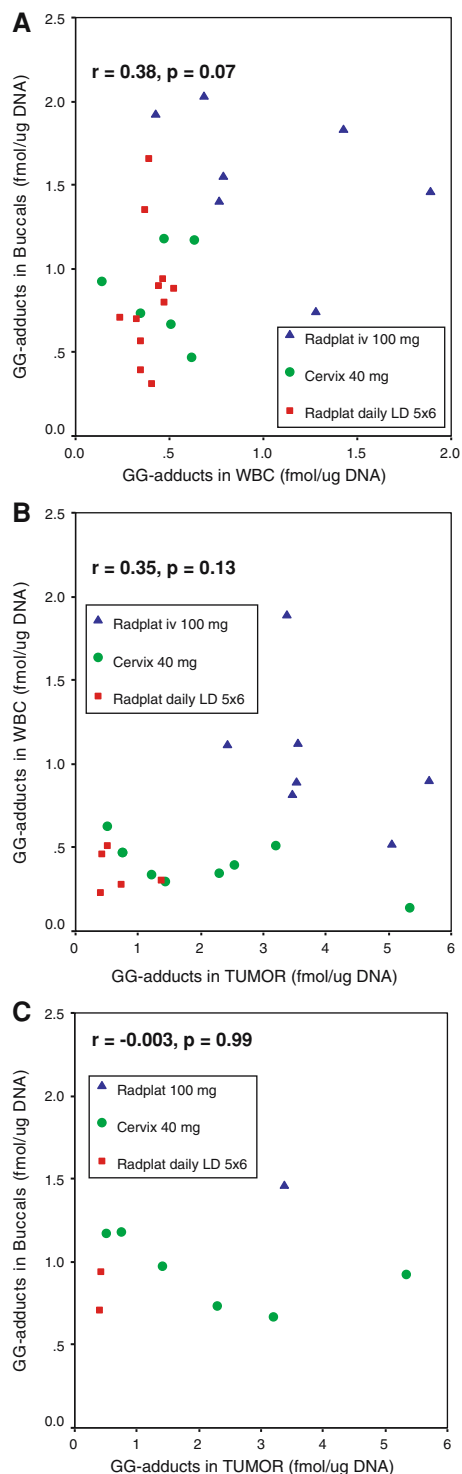 A
r = 0.38, p = 0.07
GG-adducts in Buccals (fmol/ug DNA)
2.5
2.0
1.5
1.0
.5
0.0
Radplat iv 100 mg
Cervix 40 mg
Radplat daily LD 5x6
0.0 .5 1.0 1.5 2.0
GG-adducts in WBC (fmol/ug DNA)
B
r = 0.35, p = 0.13
GG-adducts in WBC (fmol/ug DNA)
2.5
2.0
1.5
1.0
.5
0.0
Radplat iv 100 mg
Cervix 40 mg
Radplat daily LD 5x6
0 1 2 3 4 5 6
GG-adducts in TUMOR (fmol/ug DNA)
C
r = -0.003, p = 0.99
GG-adducts in Buccals (fmol/ug DNA)
2.5
2.0
1.5
1.0
.5
0.0
Radplat 100 mg
Cervix 40 mg
Radplat daily LD 5x6
0 1 2 3 4 5 6
GG-adducts in TUMOR (fmol/ug DNA)